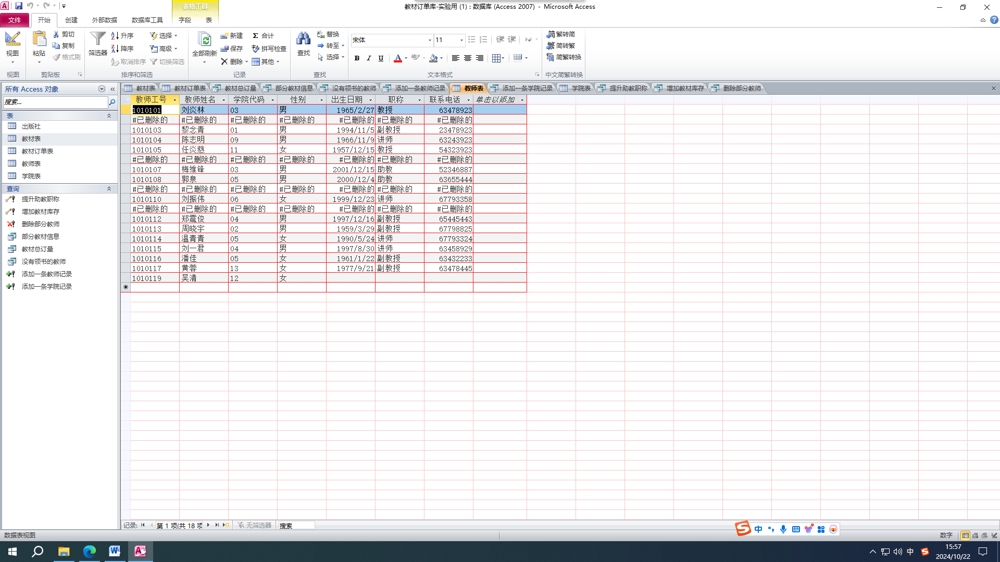 表格工具
教材订单库-实验用 (1) : 数据库 (Access 2007) - Microsoft Access
文件 开始 创建 外部数据 数据库工具 字段 表
视图
视图
粘贴 剪切 复制 格式刷
剪贴板
筛选器 升序 降序 取消排序 选择 高级 切换筛选
排序和筛选
全部刷新 新建 保存 删除 Σ 合计 拼写检查 其他
记录
查找 替换 转至 选择
查找
宋体 11
B I U A
文本格式
繁转简
简转繁
简繁转换
中文简繁转换
所有 Access 对象
搜索...
表
出版社
教材表
教材订单表
教师表
学院表
查询
提升助教职称
增加教材库存
删除部分教师
部分教材信息
教材总订量
没有领书的教师
添加一条教师记录
添加一条学院记录
教材表 教材订单表 教材总订量 部分教材信息 没有领书的教师 添加一条教师记录 教师表 添加一条学院记录 学院表 提升助教职称 增加教材库存 删除部分教师
教师工号 教师姓名 学院代码 性别 出生日期 职称 联系电话 单击以添加
1010101 刘炎林 03 男 1965/2/27 教授 63478923
#已删除的 #已删除的 #已删除的 #已删除的 #已删除的 #已删除的 #已删除的
1010103 黎念青 01 男 1994/11/5 副教授 23478923
1010104 陈志明 09 男 1966/11/9 讲师 63243923
1010105 任炎慈 11 女 1957/12/15 教授 54323923
#已删除的 #已删除的 #已删除的 #已删除的 #已删除的 #已删除的 #已删除的
1010107 梅维锋 03 男 2001/12/15 助教 52346887
1010108 郭泉 05 男 2000/12/4 助教 63655444
#已删除的 #已删除的 #已删除的 #已删除的 #已删除的 #已删除的 #已删除的
1010110 刘振伟 06 女 1999/12/23 讲师 67793358
#已删除的 #已删除的 #已删除的 #已删除的 #已删除的 #已删除的 #已删除的
1010112 郑震俊 04 男 1997/12/16 副教授 65445443
1010113 周晓宇 02 男 1959/3/29 副教授 67798825
1010114 温青青 05 女 1990/5/24 讲师 67793324
1010115 刘一君 04 男 1997/8/30 讲师 63458929
1010116 潘佳 05 女 1961/1/22 副教授 63432233
1010117 黄蓉 13 女 1977/9/21 副教授 63478445
1010119 吴清 12 女
记录: 第 1 项(共 18 项 无筛选器 搜索
中
数据表视图
数字
中
15:57
2024/10/22